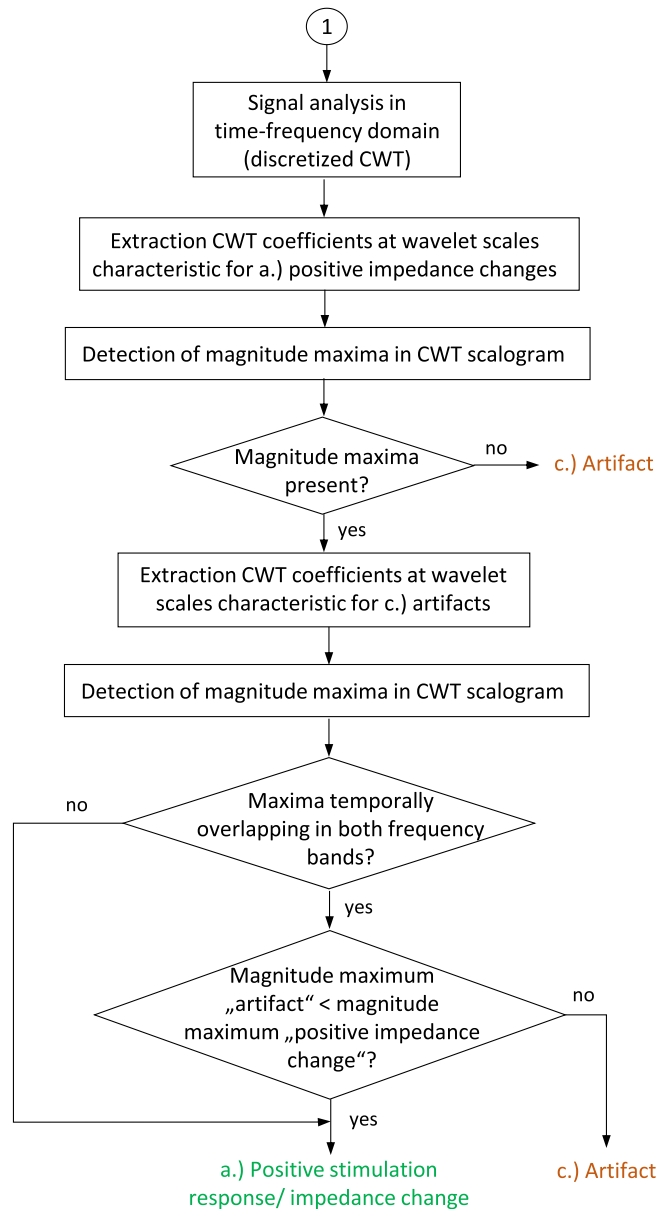 1
Signal analysis in
time-frequency domain
(discretized CWT)
Extraction CWT coefficients at wavelet scales
characteristic for a.) positive impedance changes
Detection of magnitude maxima in CWT scalogram
Magnitude maxima
present?
no
c.) Artifact
yes
Extraction CWT coefficients at wavelet
scales characteristic for c.) artifacts
Detection of magnitude maxima in CWT scalogram
no
Maxima temporally
overlapping in both frequency
bands?
yes
Magnitude maximum
„artifact“ < magnitude
maximum „positive impedance
change“?
no
yes
a.) Positive stimulation
response/ impedance change
c.) Artifact